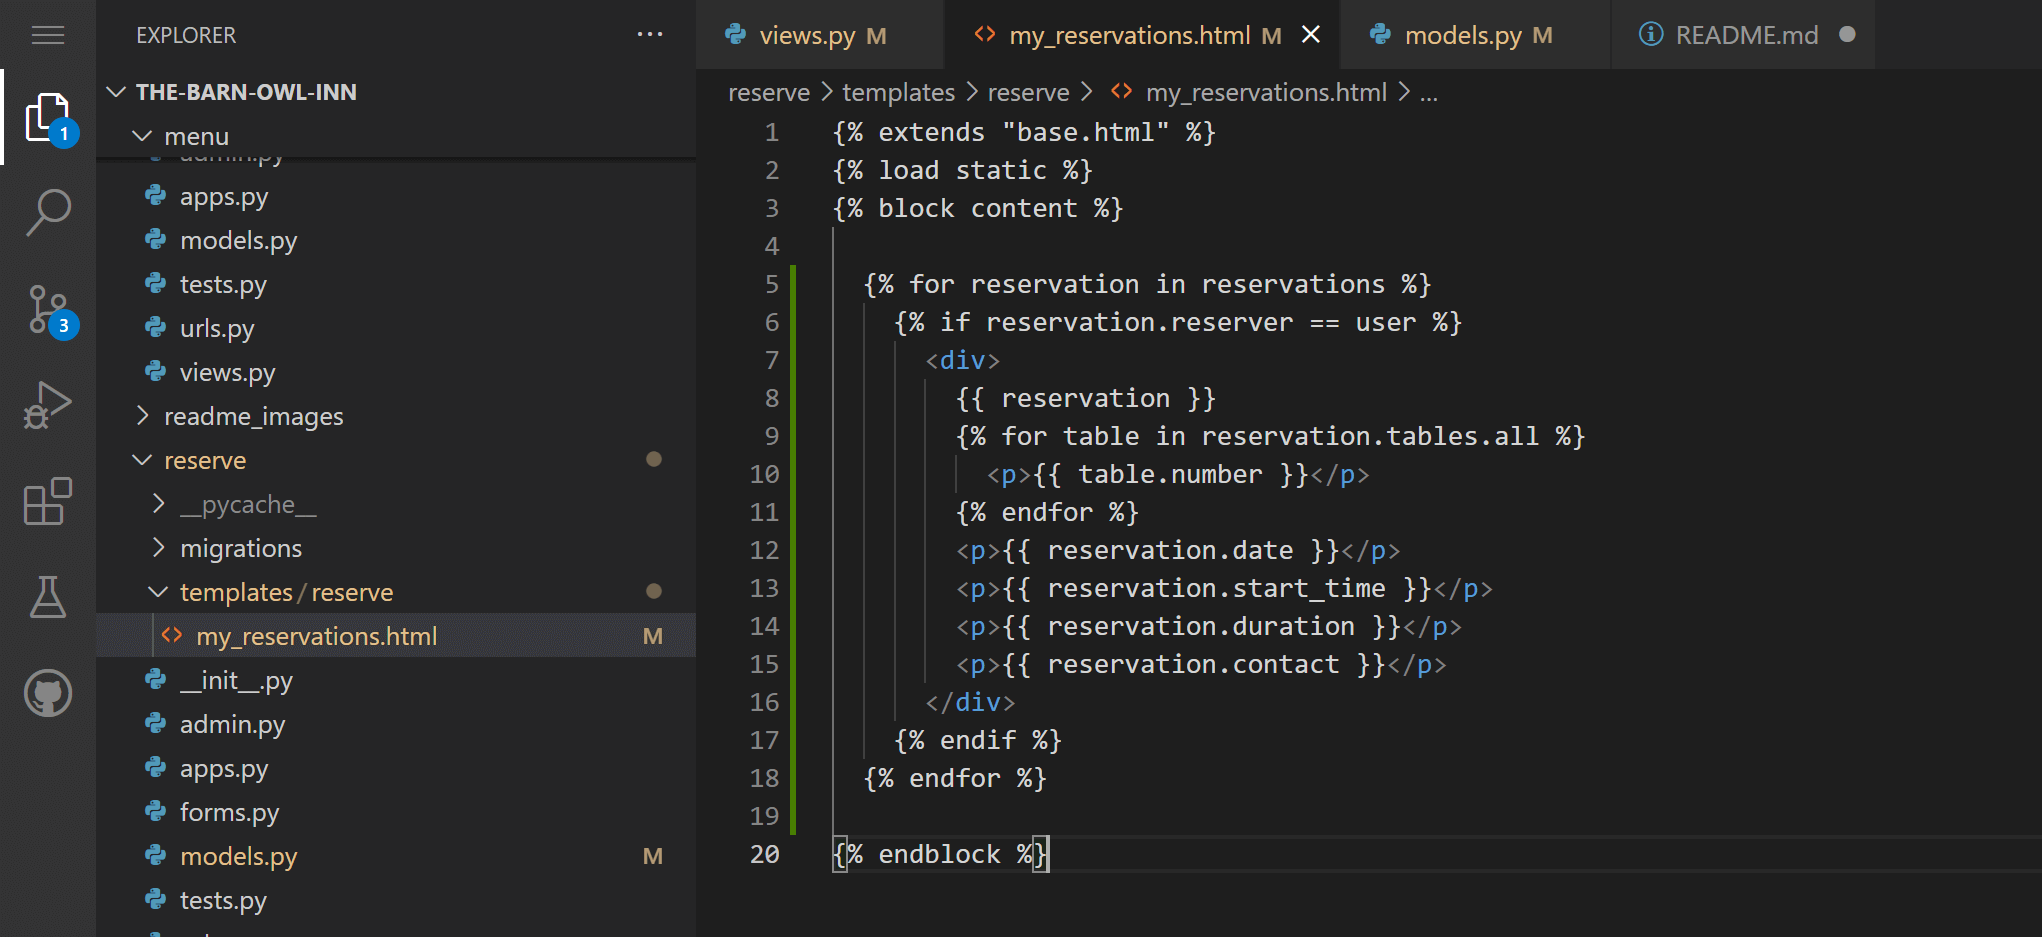 EXPLORER ...
THE-BARN-OWL-INN
menu
admin.py
apps.py
models.py
tests.py
urls.py
views.py
readme_images
reserve
__pycache__
migrations
templates/reserve
my_reservations.html M
__init__.py
admin.py
apps.py
forms.py
models.py M
tests.py
1
3
views.py M
my_reservations.html M
models.py M
README.md
reserve > templates > reserve > <> my_reservations.html > ...
1 {% extends "base.html" %}
2 {% load static %}
3 {% block content %}
4
5 {% for reservation in reservations %}
6 {% if reservation.reserver == user %}
7 <div>
8 {{ reservation }}
9 {% for table in reservation.tables.all %}
10 <p>{{ table.number }}</p>
11 {% endfor %}
12 <p>{{ reservation.date }}</p>
13 <p>{{ reservation.start_time }}</p>
14 <p>{{ reservation.duration }}</p>
15 <p>{{ reservation.contact }}</p>
16 </div>
17 {% endif %}
18 {% endfor %}
19
20 {% endblock %}